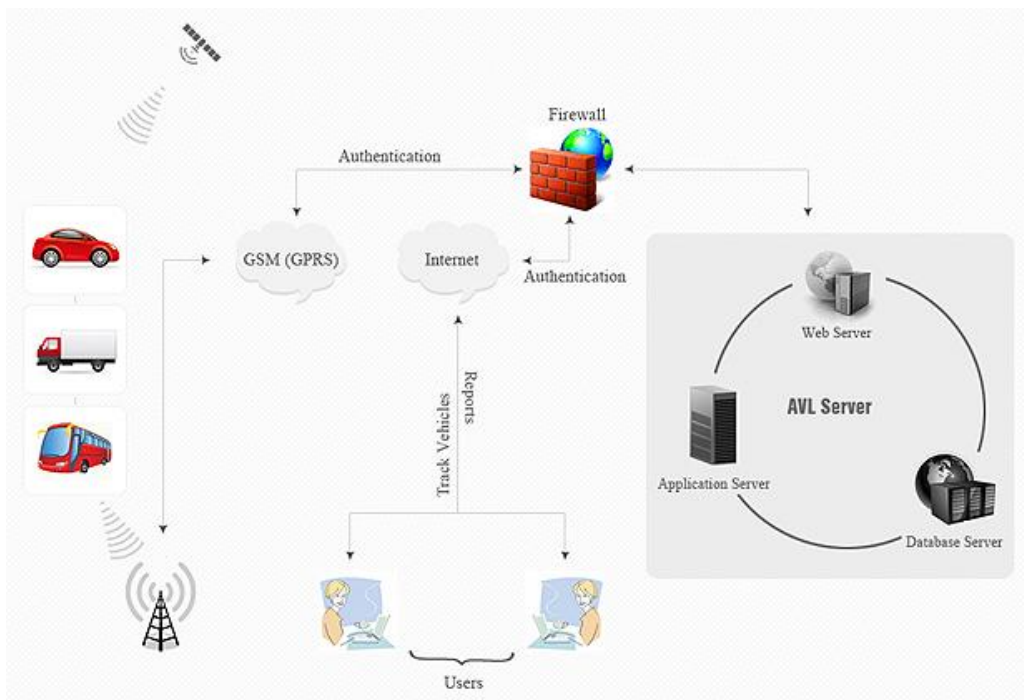 Firewall
Authentication
GSM (GPRS)
Internet
Authentication
Web Server
AVL Server
Application Server
Database Server
Track Vehicles
Reports
Users